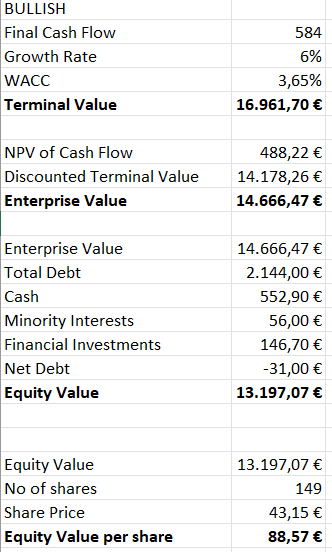 BULLISH
Final Cash Flow 584
Growth Rate 6%
WACC 3,65%
Terminal Value 16.961,70 €
NPV of Cash Flow 488,22 €
Discounted Terminal Value 14.178,26 €
Enterprise Value 14.666,47 €
Enterprise Value 14.666,47 €
Total Debt 2.144,00 €
Cash 552,90 €
Minority Interests 56,00 €
Financial Investments 146,70 €
Net Debt -31,00 €
Equity Value 13.197,07 €
Equity Value 13.197,07 €
No of shares 149
Share Price 43,15 €
Equity Value per share 88,57 €